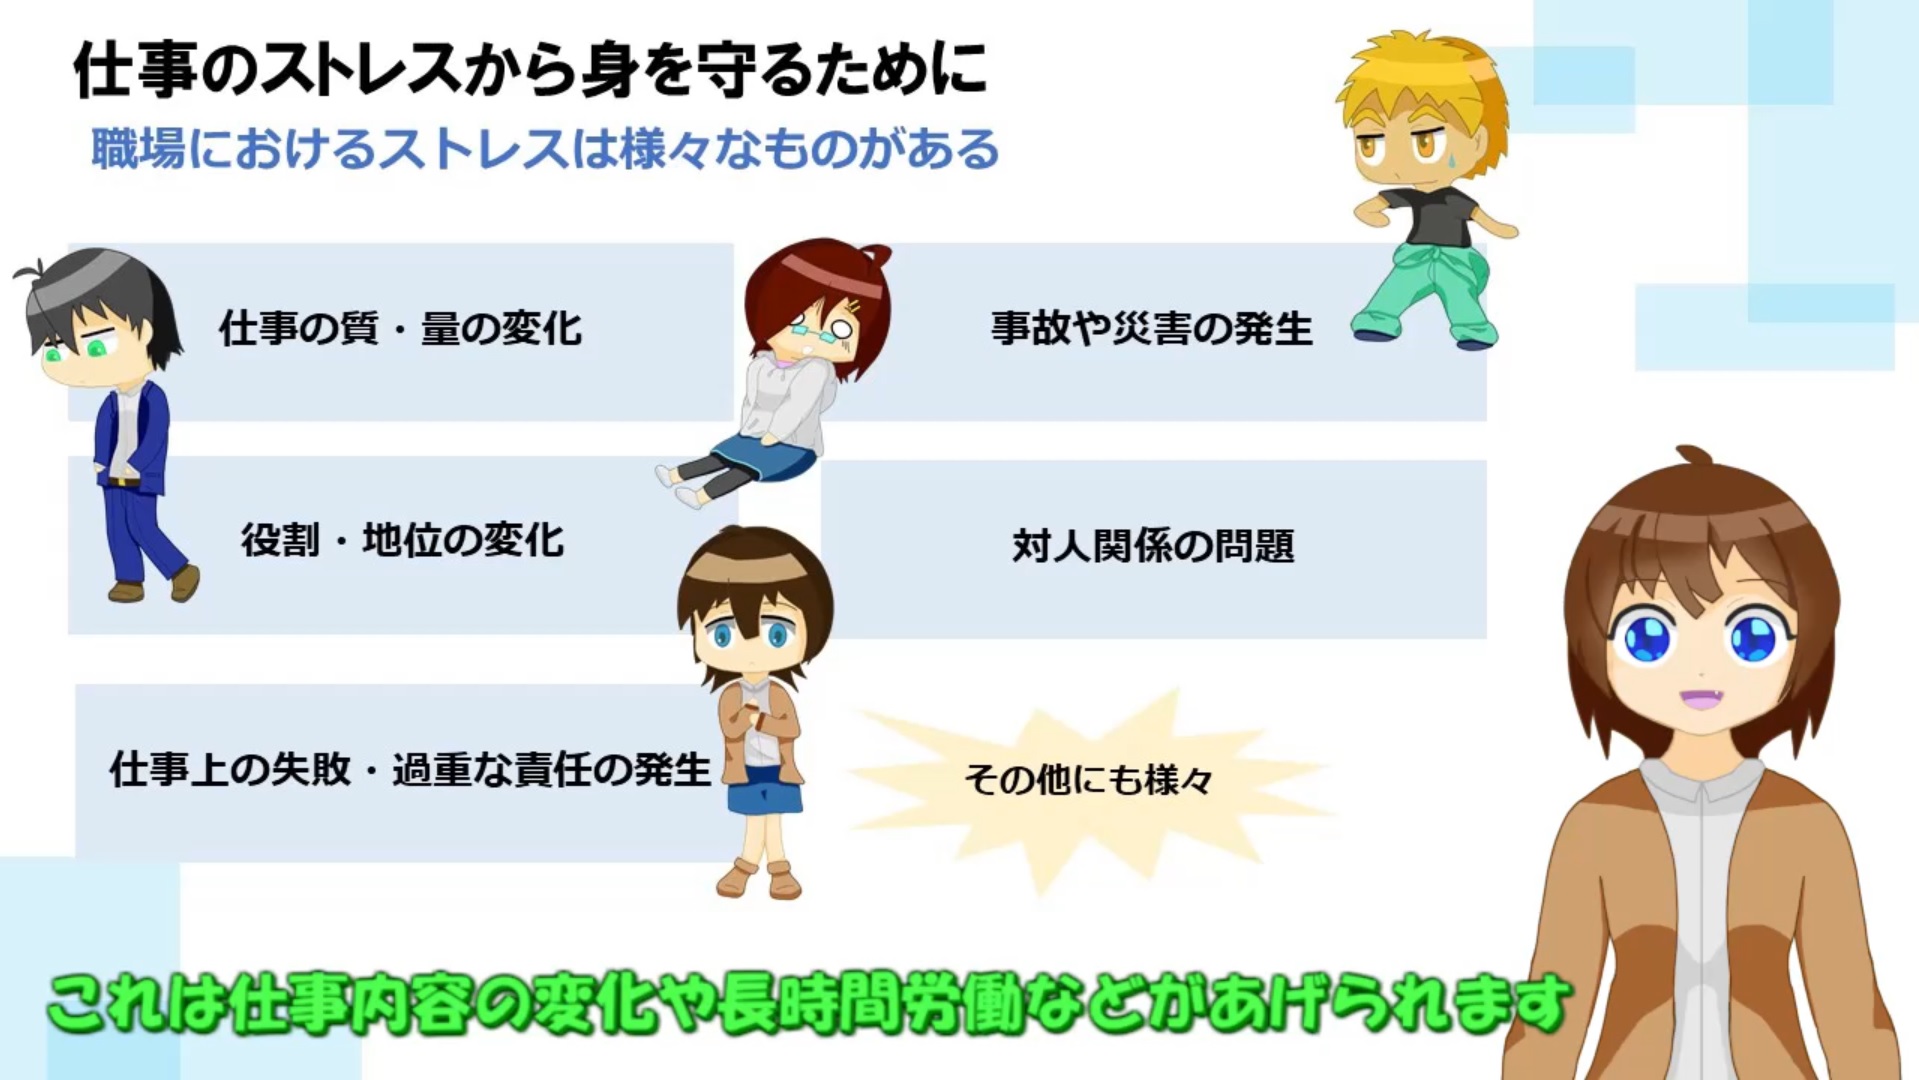 仕事のストレスから身を守るために
職場におけるストレスは様々なものがある
仕事の質・量の変化
事故や災害の発生
役割・地位の変化
対人関係の問題
仕事上の失敗・過重な責任の発生
その他にも様々
これは仕事内容の変化や長時間労働などがあげられます